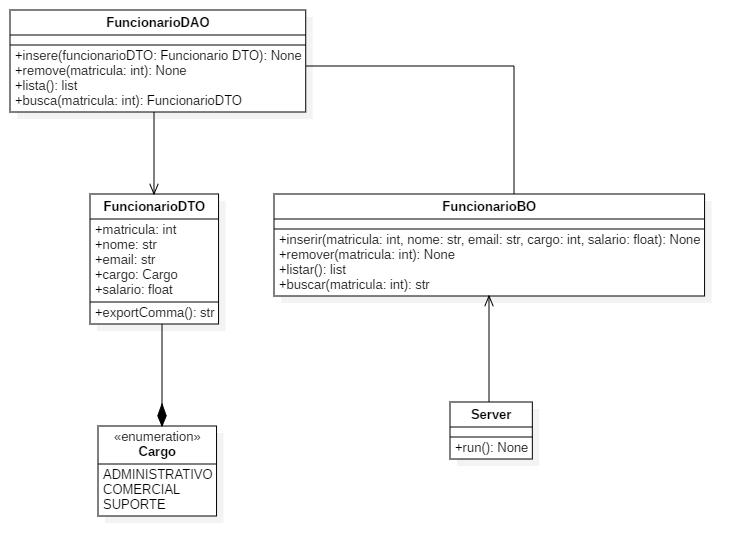 FuncionarioDAO
+insere(funcionarioDTO: Funcionario DTO): None
+remove(matricula: int): None
+lista(): list
+busca(matricula: int): FuncionarioDTO
FuncionarioDTO
+matricula: int
+nome: str
+email: str
+cargo: Cargo
+salario: float
+exportComma(): str
FuncionarioBO
+inserir(matricula: int, nome: str, email: str, cargo: int, salario: float): None
+remover(matricula: int): None
+listar(): list
+buscar(matricula: int): str
«enumeration»
Cargo
ADMINISTRATIVO
COMERCIAL
SUPORTE
Server
+run(): None